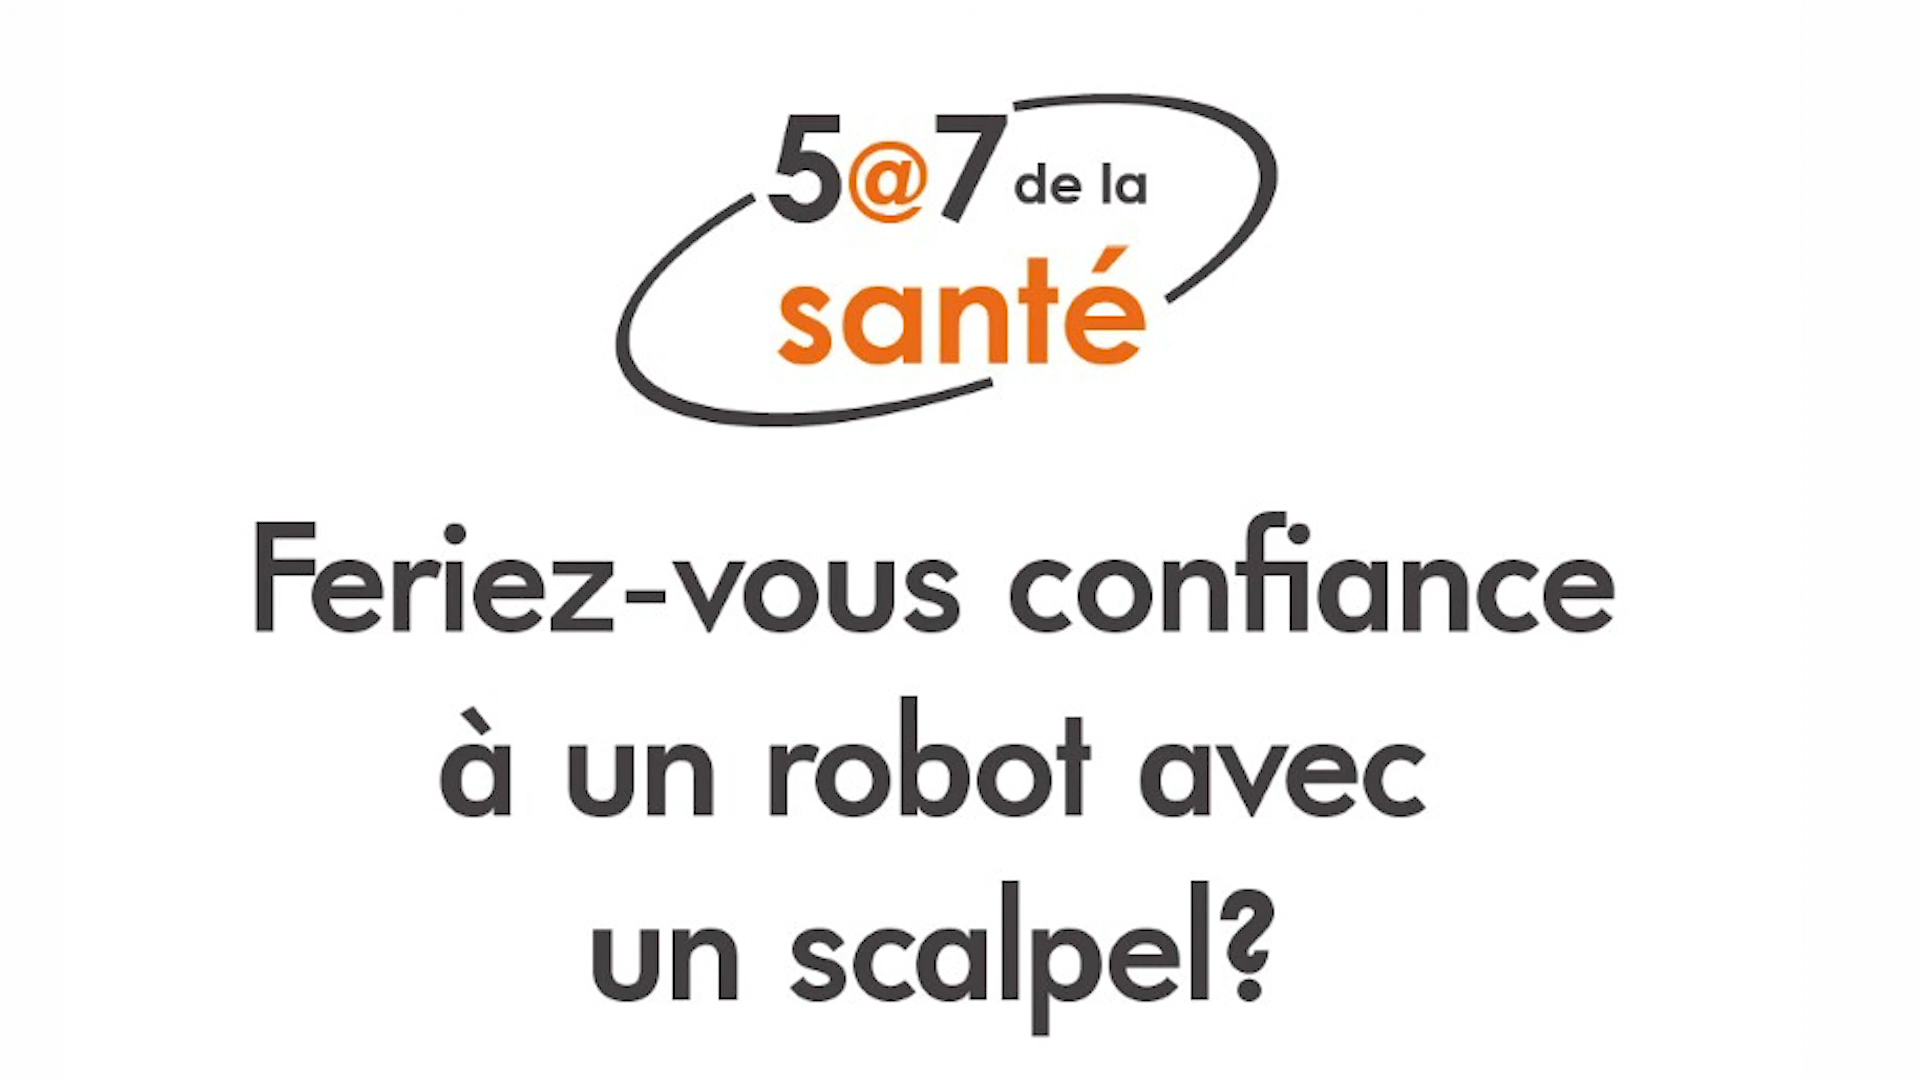 5@7 de la
santé
Feriez-vous confiance
à un robot avec
un scalpel?